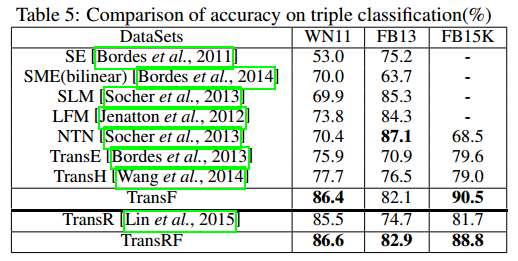 Table 5: Comparison of accuracy on triple classification(%)
DataSets WN11 FB13 FB15K
SE [Bordes et al., 2011] 53.0 75.2 -
SME(bilinear) [Bordes et al., 2014] 70.0 63.7 -
SLM [Socher et al., 2013] 69.9 85.3 -
LFM [Jenatton et al., 2012] 73.8 84.3 -
NTN [Socher et al., 2013] 70.4 87.1 68.5
TransE [Bordes et al., 2013] 75.9 70.9 79.6
TransH [Wang et al., 2014] 77.7 76.5 79.0
TransF 86.4 82.1 90.5
TransR [Lin et al., 2015] 85.5 74.7 81.7
TransRF 86.6 82.9 88.8